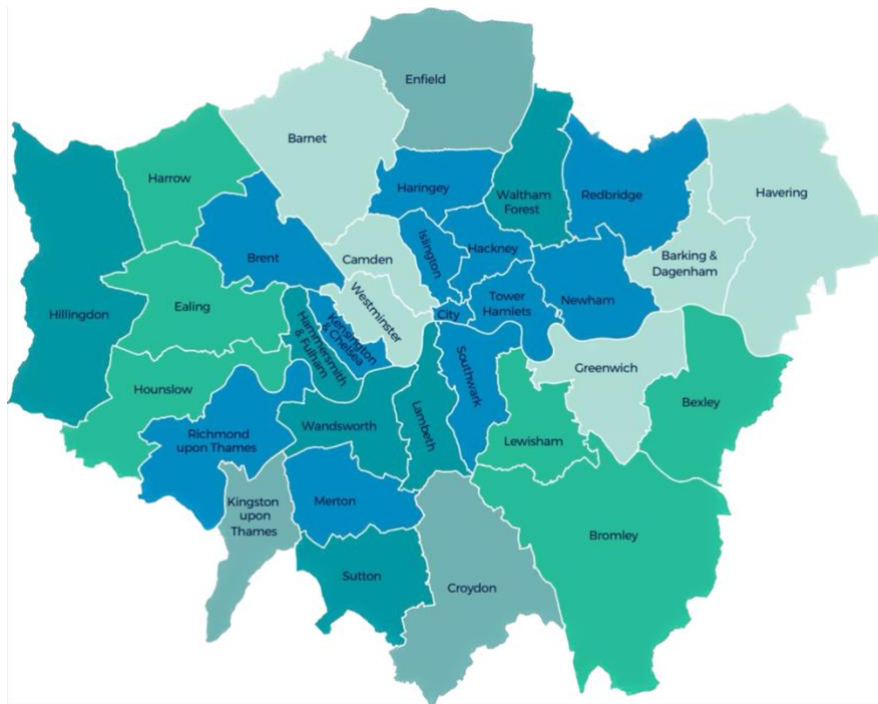 Enfield
Barnet
Harrow
Haringey
Waltham
Forest
Redbridge
Havering
Brent
Camden
Islington
Hackney
Barking &
Dagenham
Hillingdon
Ealing
Westminster
City
Tower
Hamlets
Newham
Kensington
& Chelsea
Hammersmith
& Fulham
Hounslow
Southwark
Greenwich
Bexley
Richmond
upon Thames
Wandsworth
Lambeth
Lewisham
Kingston
upon
Thames
Merton
Bromley
Sutton
Croydon